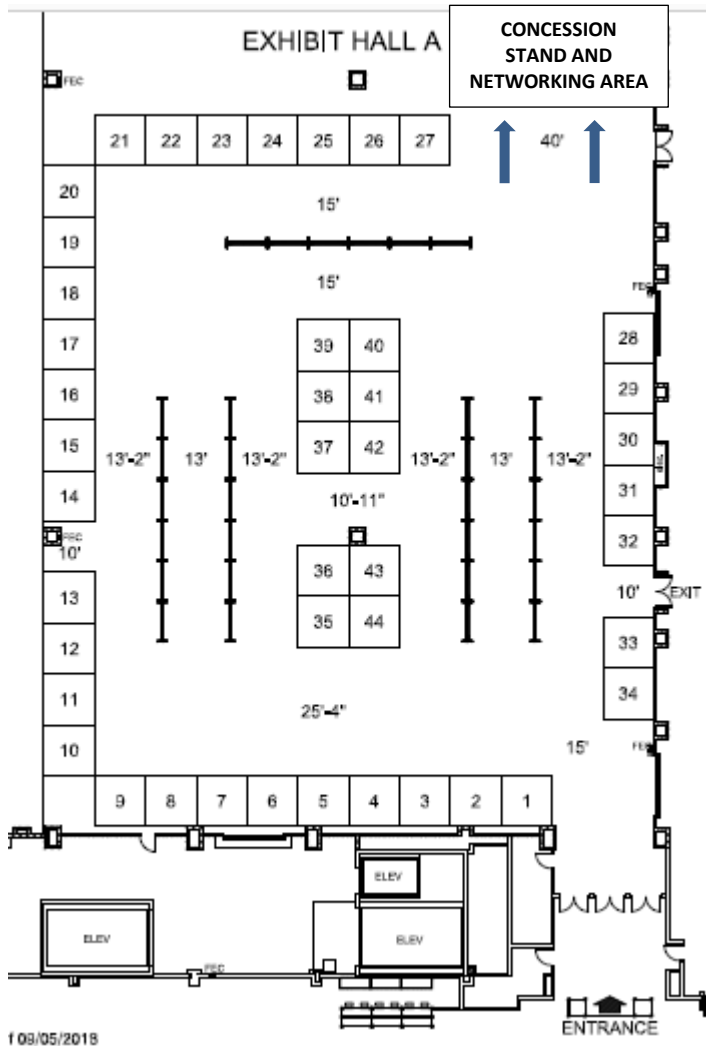 EXHIBIT HALL A
CONCESSION
STAND AND
NETWORKING AREA
FEC
21 22 23 24 25 26 27 40'
20
15'
19
15'
FEC
18
39 40 28
17
16 38 41 29
15 13'-2" 13' 13'-2" 37 42 13'-2" 13' 13'-2" 30
14 10'-11" 31
FEC
10' 32
36 43
13 10' EXIT
35 44 33
12
11 25'-4" 34
10 15' FEC
9 8 7 6 5 4 3 2 1
ELEV
ELEV ELEV
FEC
ENTRANCE
f 09/05/2018